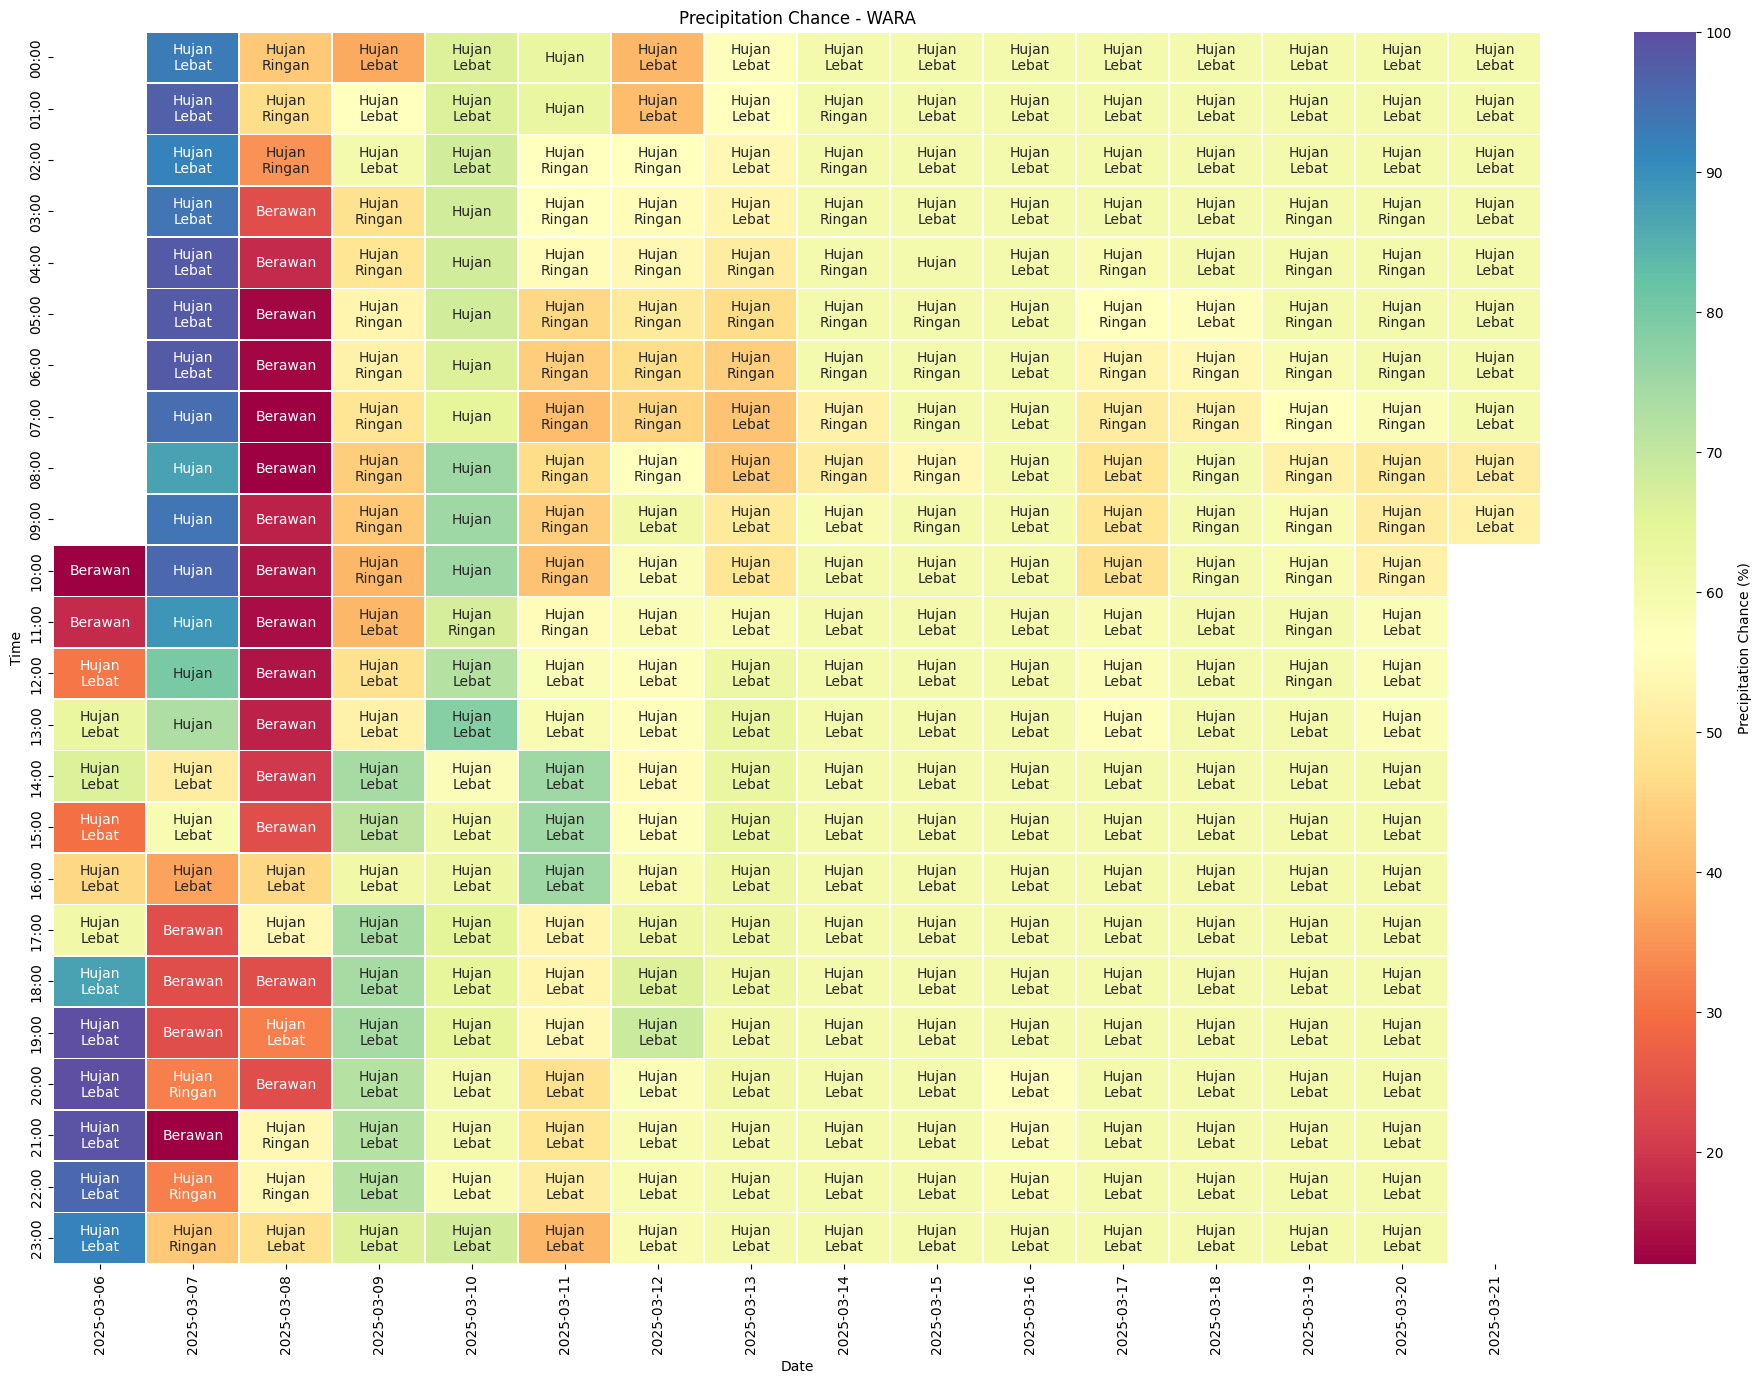 Precipitation Chance - WARA
00:00 Hujan Lebat Hujan Ringan Hujan Lebat Hujan Lebat Hujan Hujan Lebat Hujan Lebat Hujan Lebat Hujan Lebat Hujan Lebat Hujan Lebat Hujan Lebat Hujan Lebat Hujan Lebat Hujan Lebat
01:00 Hujan Lebat Hujan Ringan Hujan Lebat Hujan Lebat Hujan Hujan Lebat Hujan Lebat Hujan Ringan Hujan Lebat Hujan Lebat Hujan Lebat Hujan Lebat Hujan Lebat Hujan Lebat Hujan Lebat
02:00 Hujan Lebat Hujan Ringan Hujan Lebat Hujan Lebat Hujan Ringan Hujan Ringan Hujan Lebat Hujan Ringan Hujan Lebat Hujan Lebat Hujan Lebat Hujan Lebat Hujan Lebat Hujan Lebat Hujan Lebat
03:00 Hujan Lebat Berawan Hujan Ringan Hujan Hujan Ringan Hujan Ringan Hujan Lebat Hujan Ringan Hujan Lebat Hujan Lebat Hujan Lebat Hujan Lebat Hujan Ringan Hujan Ringan Hujan Lebat
04:00 Hujan Lebat Berawan Hujan Ringan Hujan Hujan Ringan Hujan Ringan Hujan Ringan Hujan Ringan Hujan Hujan Lebat Hujan Ringan Hujan Lebat Hujan Ringan Hujan Ringan Hujan Lebat
05:00 Hujan Lebat Berawan Hujan Ringan Hujan Hujan Ringan Hujan Ringan Hujan Ringan Hujan Ringan Hujan Ringan Hujan Lebat Hujan Ringan Hujan Lebat Hujan Ringan Hujan Ringan Hujan Lebat
06:00 Hujan Lebat Berawan Hujan Ringan Hujan Hujan Ringan Hujan Ringan Hujan Ringan Hujan Ringan Hujan Ringan Hujan Lebat Hujan Ringan Hujan Ringan Hujan Ringan Hujan Ringan Hujan Lebat
07:00 Hujan Berawan Hujan Ringan Hujan Hujan Ringan Hujan Ringan Hujan Lebat Hujan Ringan Hujan Ringan Hujan Lebat Hujan Ringan Hujan Ringan Hujan Ringan Hujan Ringan Hujan Lebat
08:00 Hujan Berawan Hujan Ringan Hujan Hujan Ringan Hujan Ringan Hujan Lebat Hujan Ringan Hujan Ringan Hujan Lebat Hujan Lebat Hujan Ringan Hujan Ringan Hujan Ringan Hujan Lebat
09:00 Hujan Berawan Hujan Ringan Hujan Hujan Ringan Hujan Lebat Hujan Lebat Hujan Lebat Hujan Ringan Hujan Lebat Hujan Lebat Hujan Ringan Hujan Ringan Hujan Ringan Hujan Lebat
10:00 Berawan Hujan Berawan Hujan Ringan Hujan Hujan Ringan Hujan Lebat Hujan Lebat Hujan Lebat Hujan Lebat Hujan Lebat Hujan Lebat Hujan Ringan Hujan Ringan Hujan Ringan
11:00 Berawan Hujan Berawan Hujan Lebat Hujan Ringan Hujan Ringan Hujan Lebat Hujan Lebat Hujan Lebat Hujan Lebat Hujan Lebat Hujan Lebat Hujan Lebat Hujan Ringan Hujan Lebat
12:00 Hujan Lebat Hujan Berawan Hujan Lebat Hujan Lebat Hujan Lebat Hujan Lebat Hujan Lebat Hujan Lebat Hujan Lebat Hujan Lebat Hujan Lebat Hujan Lebat Hujan Ringan Hujan Lebat
13:00 Hujan Lebat Hujan Berawan Hujan Lebat Hujan Lebat Hujan Lebat Hujan Lebat Hujan Lebat Hujan Lebat Hujan Lebat Hujan Lebat Hujan Lebat Hujan Lebat Hujan Lebat Hujan Lebat
14:00 Hujan Lebat Hujan Lebat Berawan Hujan Lebat Hujan Lebat Hujan Lebat Hujan Lebat Hujan Lebat Hujan Lebat Hujan Lebat Hujan Lebat Hujan Lebat Hujan Lebat Hujan Lebat Hujan Lebat
15:00 Hujan Lebat Hujan Lebat Berawan Hujan Lebat Hujan Lebat Hujan Lebat Hujan Lebat Hujan Lebat Hujan Lebat Hujan Lebat Hujan Lebat Hujan Lebat Hujan Lebat Hujan Lebat Hujan Lebat
16:00 Hujan Lebat Hujan Lebat Hujan Lebat Hujan Lebat Hujan Lebat Hujan Lebat Hujan Lebat Hujan Lebat Hujan Lebat Hujan Lebat Hujan Lebat Hujan Lebat Hujan Lebat Hujan Lebat Hujan Lebat
17:00 Hujan Lebat Berawan Hujan Lebat Hujan Lebat Hujan Lebat Hujan Lebat Hujan Lebat Hujan Lebat Hujan Lebat Hujan Lebat Hujan Lebat Hujan Lebat Hujan Lebat Hujan Lebat Hujan Lebat
18:00 Hujan Lebat Berawan Berawan Hujan Lebat Hujan Lebat Hujan Lebat Hujan Lebat Hujan Lebat Hujan Lebat Hujan Lebat Hujan Lebat Hujan Lebat Hujan Lebat Hujan Lebat Hujan Lebat
19:00 Hujan Lebat Berawan Hujan Lebat Hujan Lebat Hujan Lebat Hujan Lebat Hujan Lebat Hujan Lebat Hujan Lebat Hujan Lebat Hujan Lebat Hujan Lebat Hujan Lebat Hujan Lebat Hujan Lebat
20:00 Hujan Lebat Hujan Ringan Berawan Hujan Lebat Hujan Lebat Hujan Lebat Hujan Lebat Hujan Lebat Hujan Lebat Hujan Lebat Hujan Lebat Hujan Lebat Hujan Lebat Hujan Lebat Hujan Lebat
21:00 Hujan Lebat Berawan Hujan Ringan Hujan Lebat Hujan Lebat Hujan Lebat Hujan Lebat Hujan Lebat Hujan Lebat Hujan Lebat Hujan Lebat Hujan Lebat Hujan Lebat Hujan Lebat Hujan Lebat
22:00 Hujan Lebat Hujan Ringan Hujan Ringan Hujan Lebat Hujan Lebat Hujan Lebat Hujan Lebat Hujan Lebat Hujan Lebat Hujan Lebat Hujan Lebat Hujan Lebat Hujan Lebat Hujan Lebat Hujan Lebat
23:00 Hujan Lebat Hujan Ringan Hujan Lebat Hujan Lebat Hujan Lebat Hujan Lebat Hujan Lebat Hujan Lebat Hujan Lebat Hujan Lebat Hujan Lebat Hujan Lebat Hujan Lebat Hujan Lebat Hujan Lebat
Time
2025-03-06 2025-03-07 2025-03-08 2025-03-09 2025-03-10 2025-03-11 2025-03-12 2025-03-13 2025-03-14 2025-03-15 2025-03-16 2025-03-17 2025-03-18 2025-03-19 2025-03-20 2025-03-21
Date
100
90
80
70
60
50
40
30
20
Precipitation Chance (%)